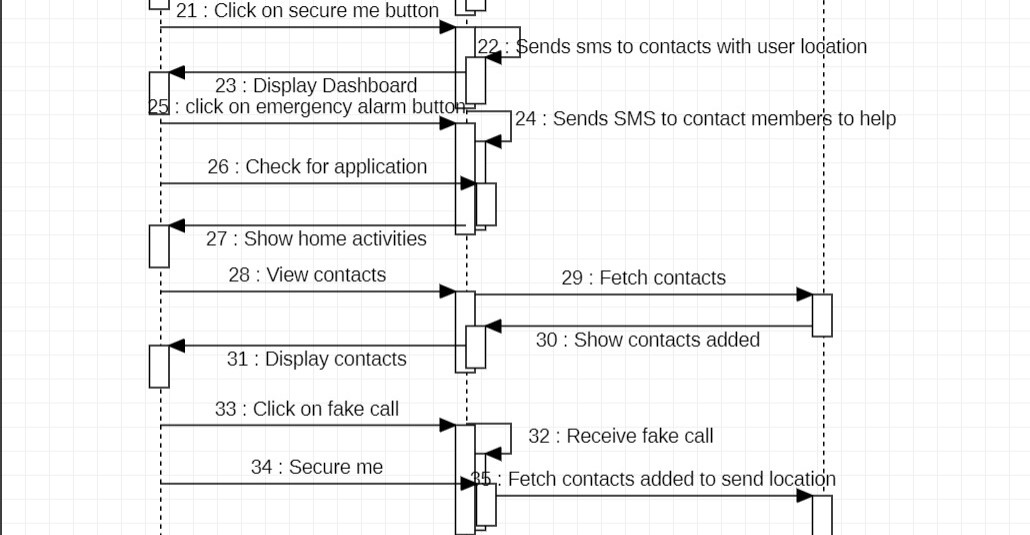 21 : Click on secure me button
22 : Sends sms to contacts with user location
23 : Display Dashboard
25 : click on emergency alarm button
24 : Sends SMS to contact members to help
26 : Check for application
27 : Show home activities
28 : View contacts
29 : Fetch contacts
30 : Show contacts added
31 : Display contacts
33 : Click on fake call
32 : Receive fake call
34 : Secure me
35 : Fetch contacts added to send location